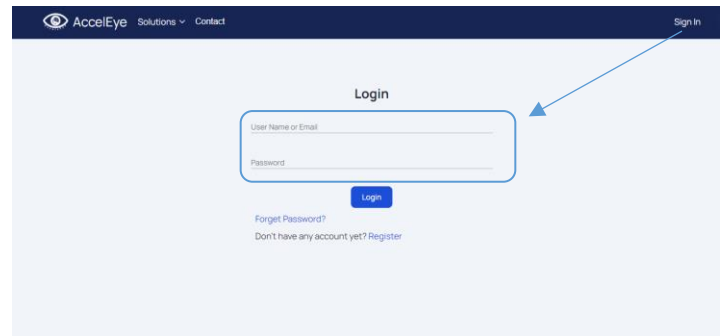 AccelEye Solutions Contact Sign In
Login
User Name or Email
Password
Login
Forget Password?
Don't have any account yet? Register